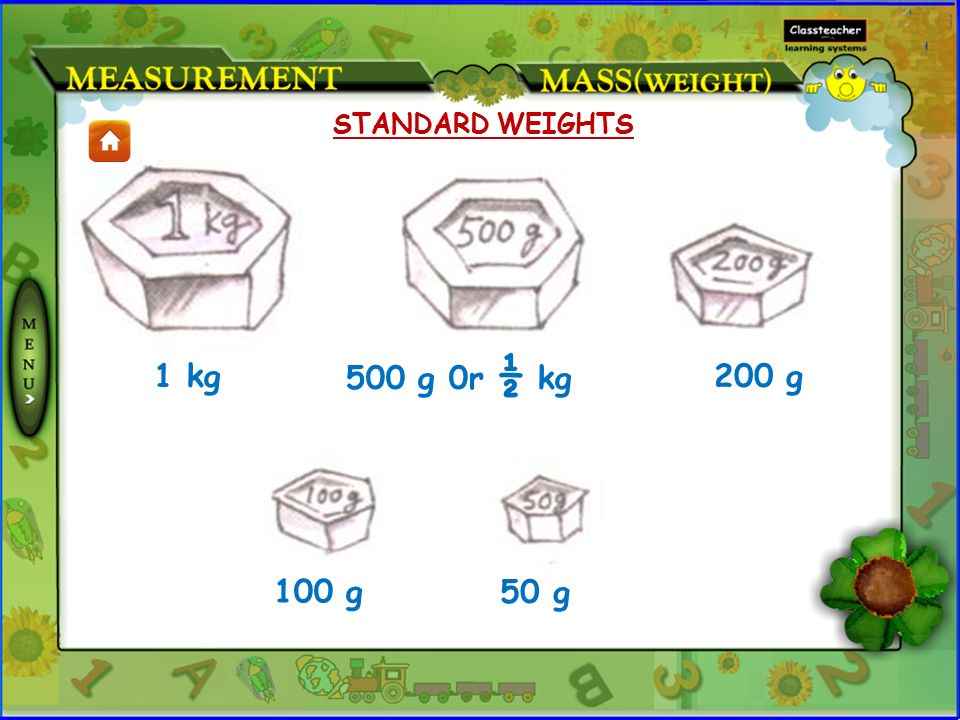 Classteacher
learning systems
MEASUREMENT
MASS(WEIGHT)
STANDARD WEIGHTS
1 kg
500 g
200 g
1 kg
500 g 0r ½ kg
200 g
MENU
100 g
50 g
100 g
50 g